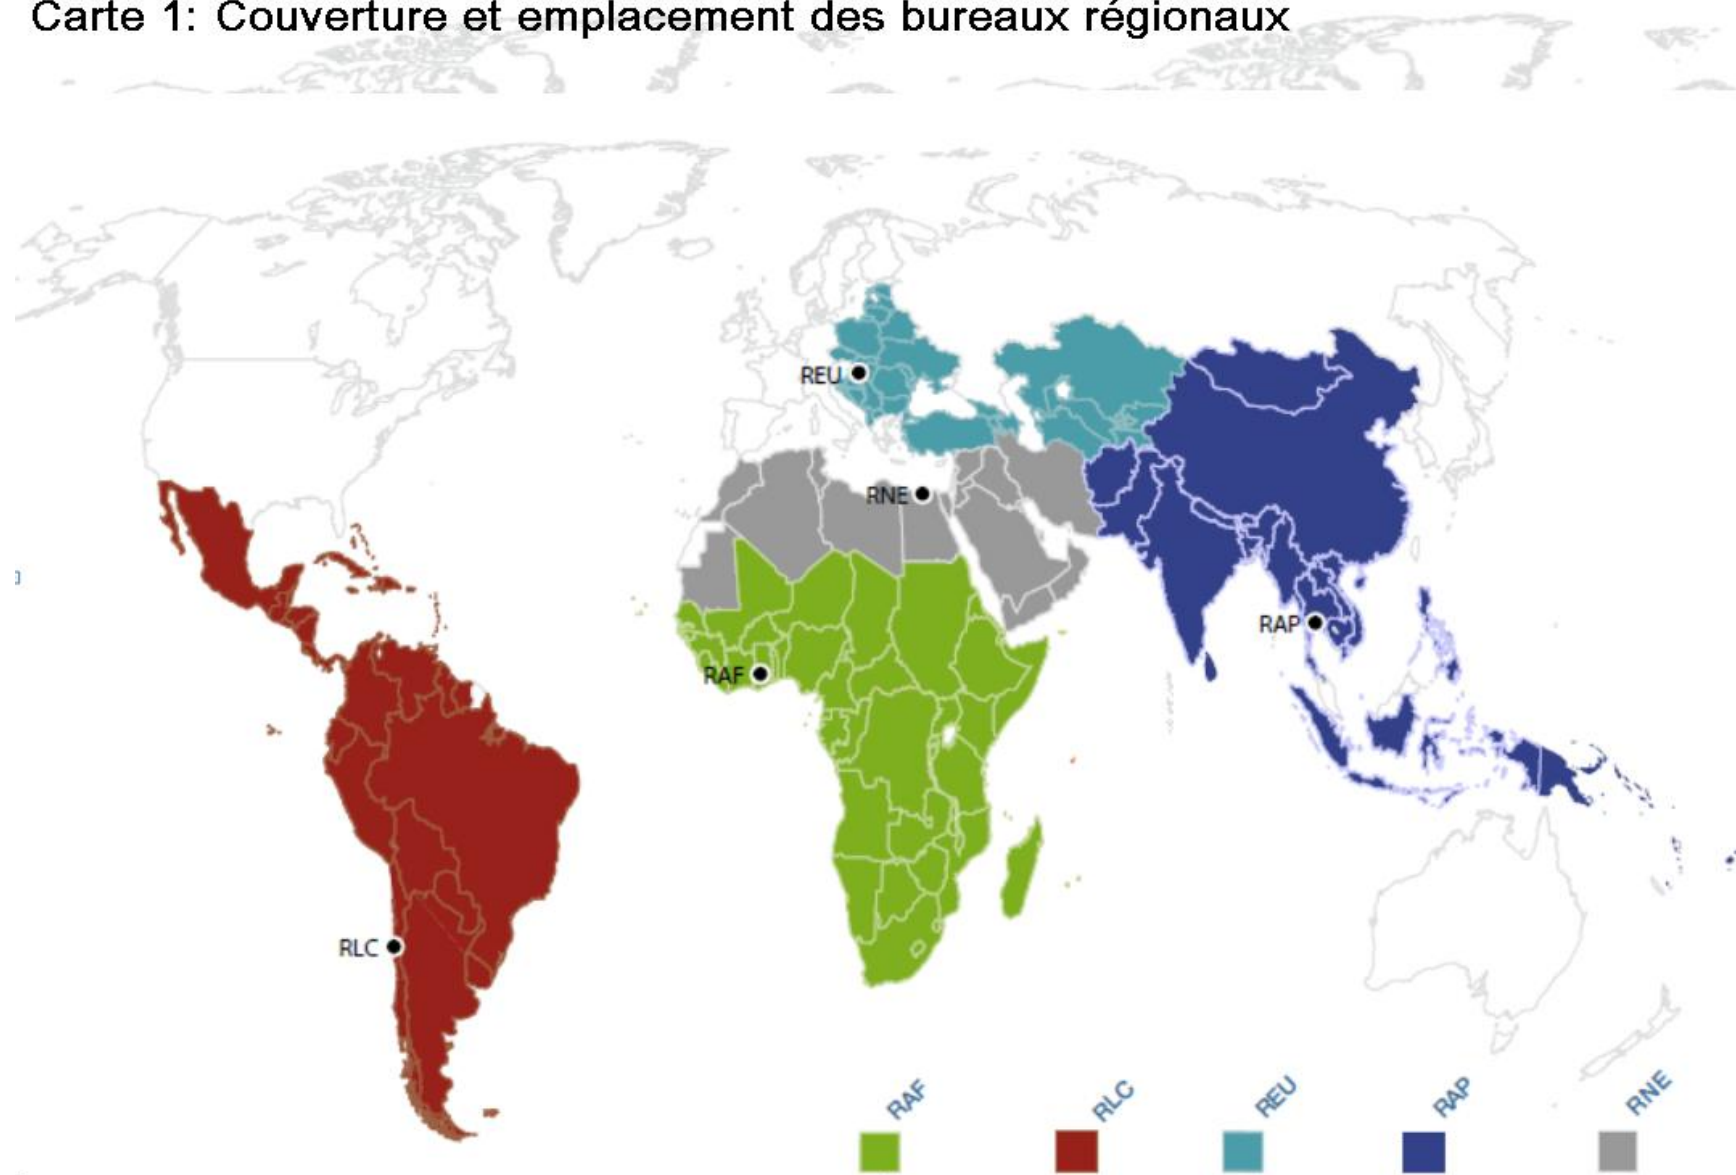 Carte 1: Couverture et emplacement des bureaux régionaux
REU
RNE
RAP
RAF
RLC
RAF
RLC
REU
RAP
RNE